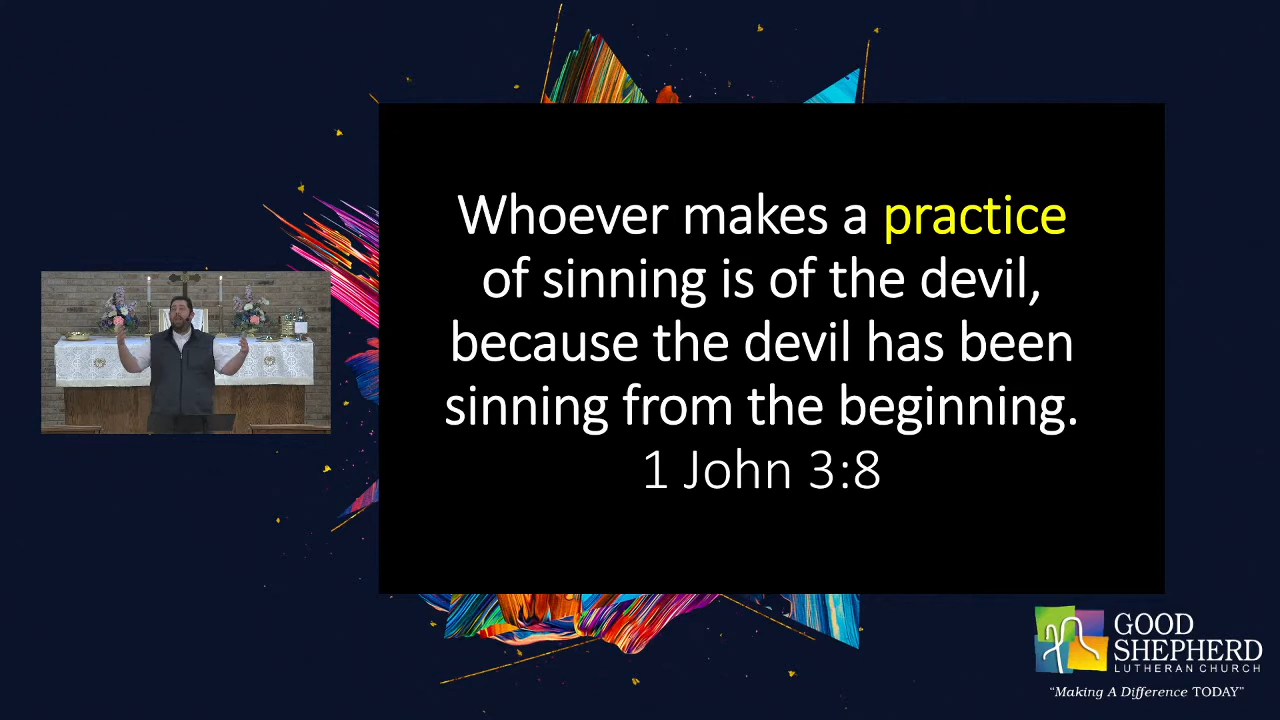 Whoever makes a practice
of sinning is of the devil,
because the devil has been
sinning from the beginning.
1 John 3:8
GOOD
SHEPHERD
LUTHERAN CHURCH
"Making A Difference TODAY"